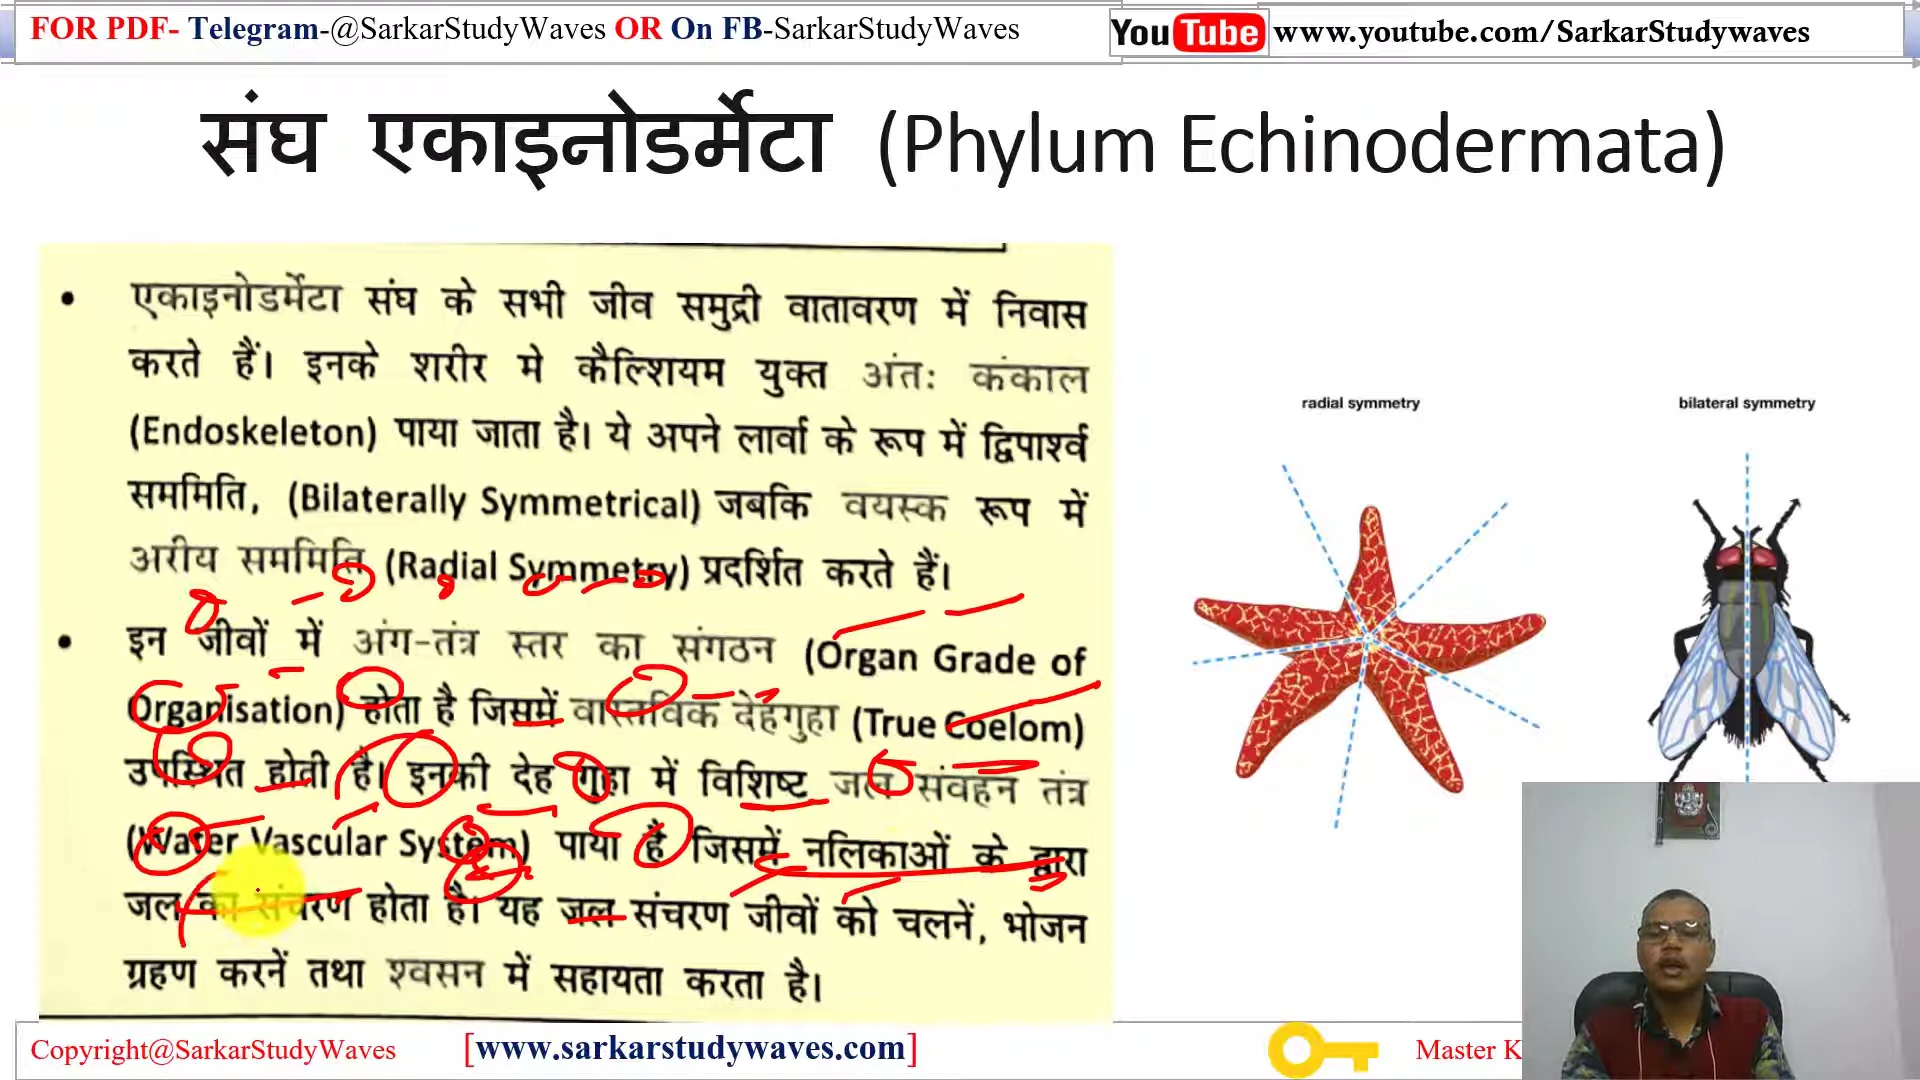 FOR PDF- Telegram-@SarkarStudyWaves OR On FB-SarkarStudyWaves
YouTube www.youtube.com/SarkarStudywaves
संघ एकाइनोडर्मेटा (Phylum Echinodermata)
• एकाइनोडर्मेटा संघ के सभी जीव समुद्री वातावरण में निवास
करते हैं। इनके शरीर मे कैल्शियम युक्त अंतः कंकाल
(Endoskeleton) पाया जाता है। ये अपने लार्वा के रूप में द्विपार्श्व
सममिति, (Bilaterally Symmetrical) जबकि वयस्क रूप में
अरीय सममिति (Radial Symmetry) प्रदर्शित करते हैं।
• इन जीवों में अंग-तंत्र स्तर का संगठन (Organ Grade of
Organisation) होता है जिसमें वास्तविक देहगुहा (True Coelom)
उपस्थित होती है। इनकी देह गुहा में विशिष्ट जल संवहन तंत्र
(Water Vascular System) पाया है जिसमें नलिकाओं के द्वारा
जल का संचरण होता है। यह जल संचरण जीवों को चलनें, भोजन
ग्रहण करनें तथा श्वसन में सहायता करता है।
radial symmetry
bilateral symmetry
Copyright@SarkarStudyWaves
[www.sarkarstudywaves.com]
Master K